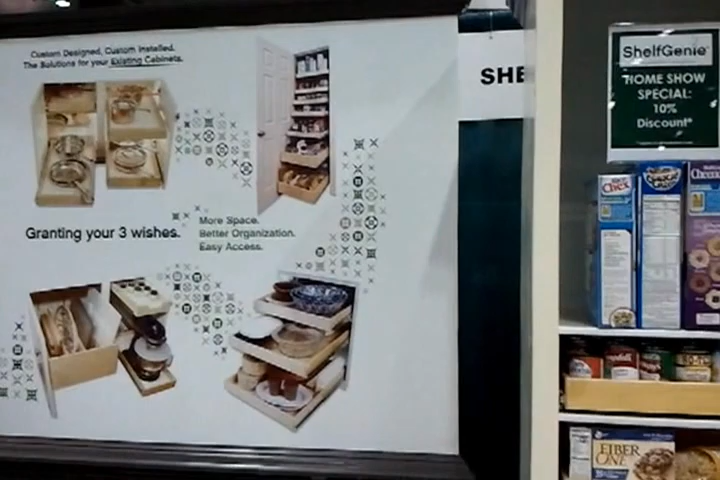 Custom Designed, Custom Installed.
The Solutions for your Existing Cabinets.
Granting your 3 wishes.
More Space.
Better Organization.
Easy Access.
SHE
ShelfGenie
HOME SHOW
SPECIAL:
10%
Discount*
Chex
FIBER
ONE